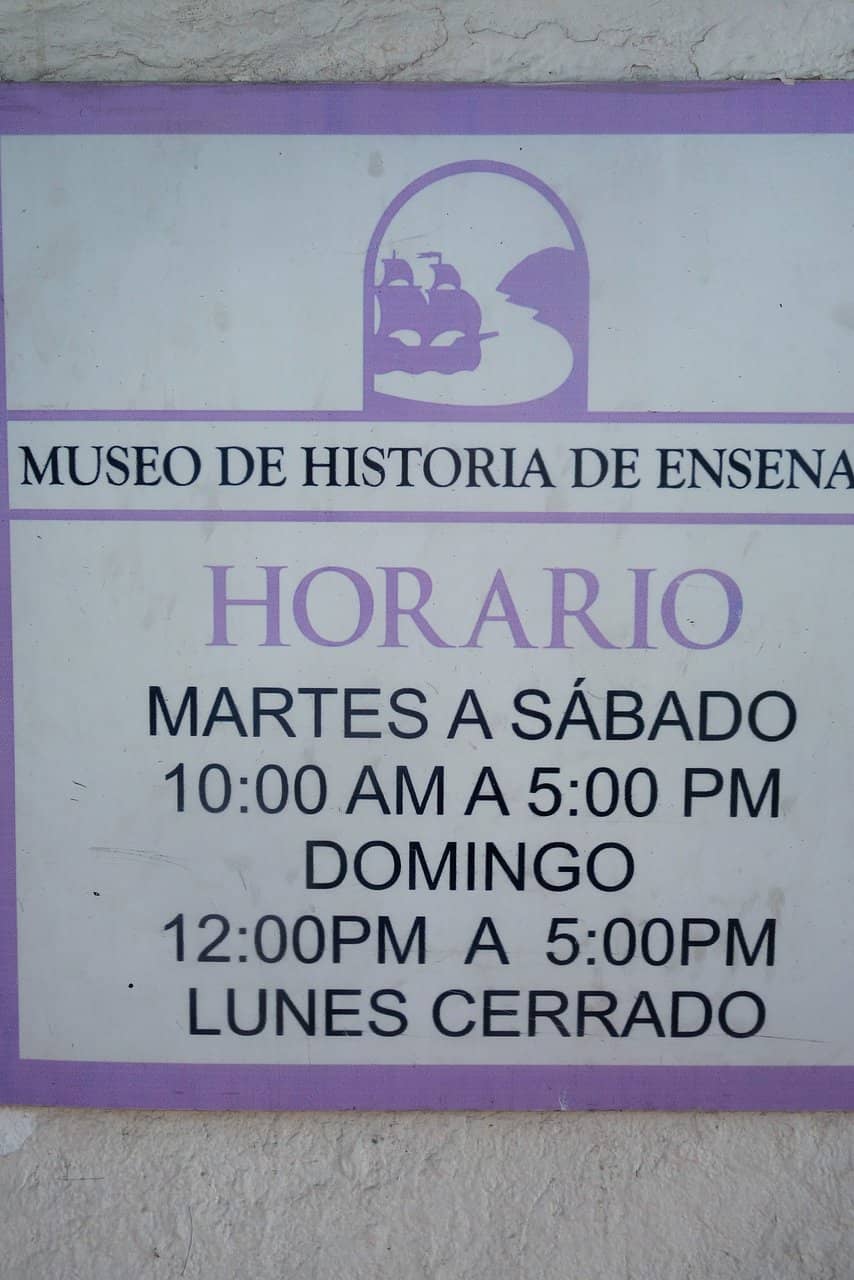 MUSEO DE HISTORIA DE ENSENA
HORARIO
MARTES A SÁBADO
10:00 AM A 5:00 PM
DOMINGO
12:00PM A 5:00PM
LUNES CERRADO